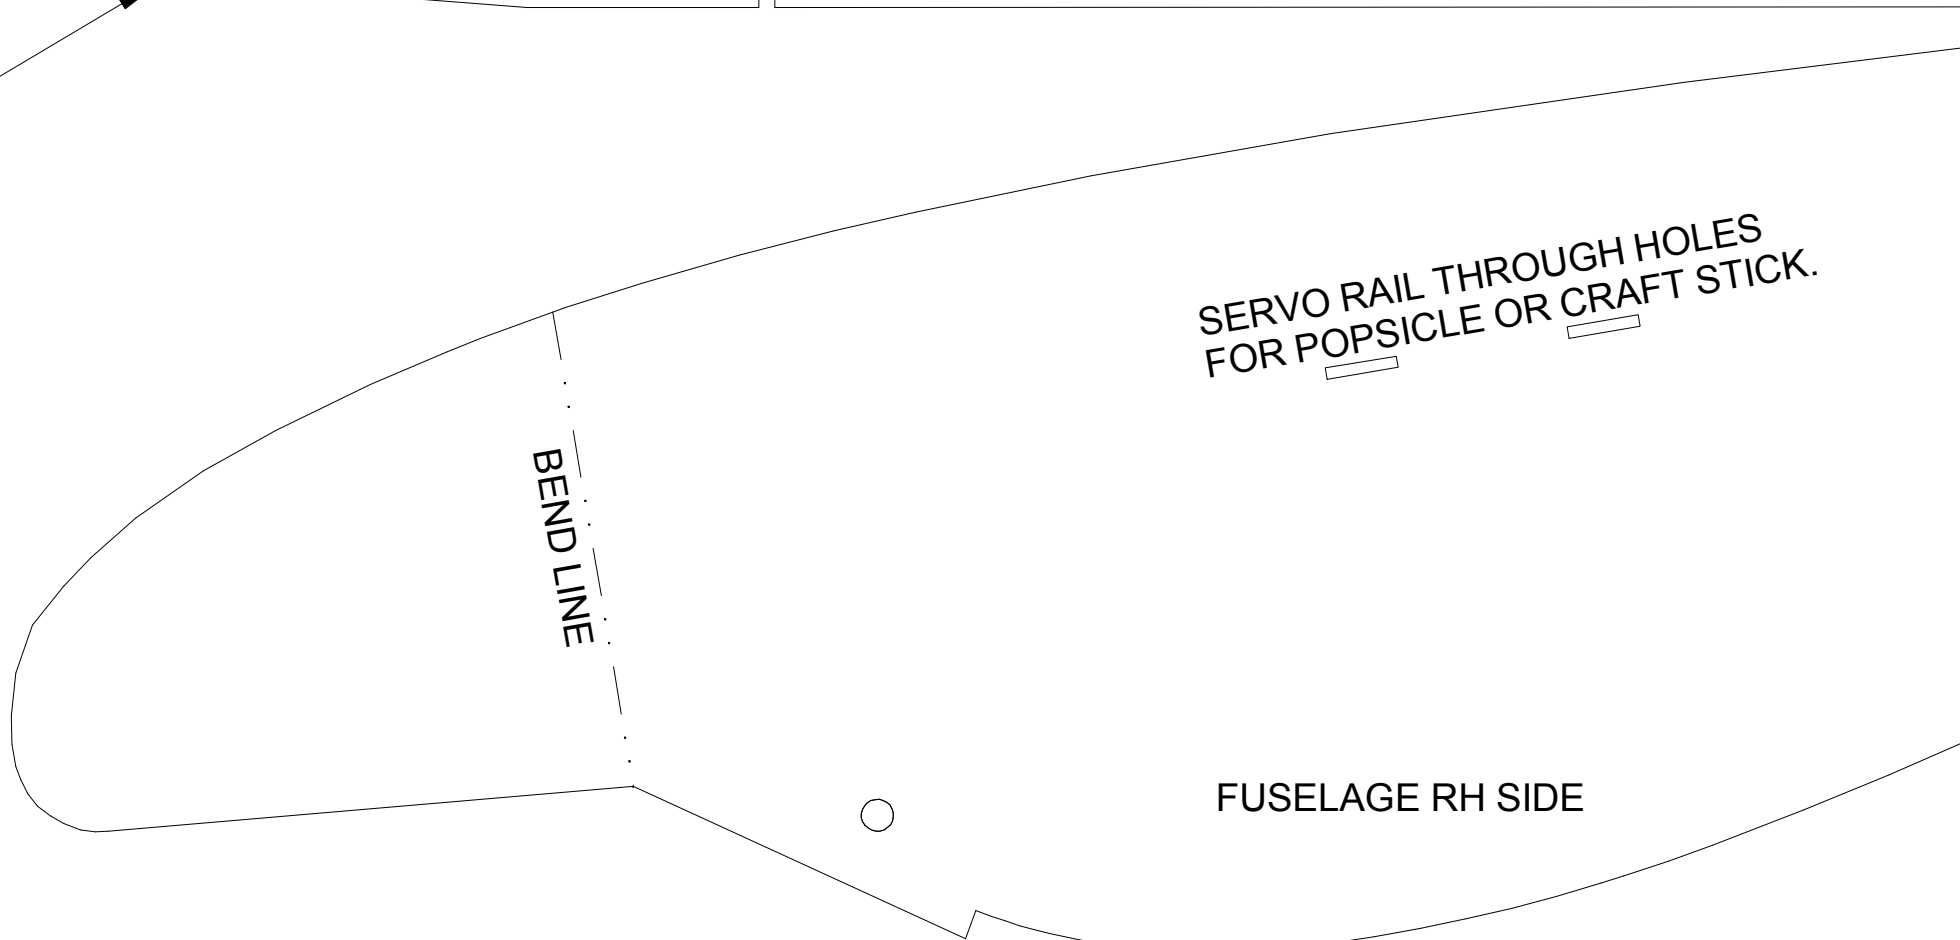 SERVO RAIL THROUGH HOLES
FOR POPSICLE OR CRAFT STICK.
BEND LINE
FUSELAGE RH SIDE